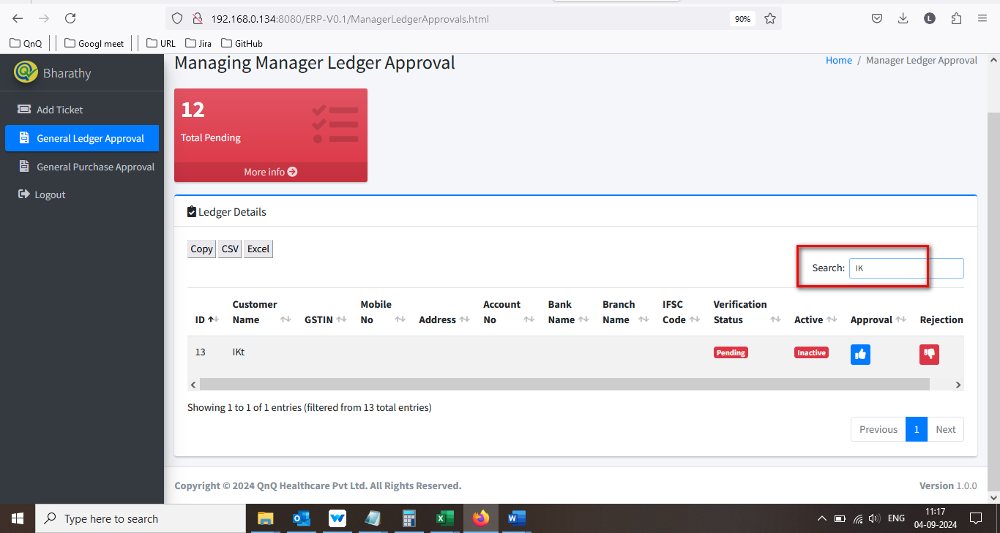 192.168.0.134:8080/ERP-V0.1/ManagerLedgerApprovals.html
90%
L
QnQ
Googl meet
URL
Jira
GitHub
Bharathy
Managing Manager Ledger Approval
Home / Manager Ledger Approval
Add Ticket
General Ledger Approval
General Purchase Approval
Logout
12
Total Pending
More info
Ledger Details
Copy CSV Excel
Search: IK
ID Customer Name GSTIN Mobile No Address Account No Bank Name Branch Name IFSC Code Verification Status Active Approval Rejection
13 IKt Pending Inactive
Showing 1 to 1 of 1 entries (filtered from 13 total entries)
Previous 1 Next
Copyright © 2024 QnQ Healthcare Pvt Ltd. All Rights Reserved.
Version 1.0.0
Type here to search
ENG
11:17
04-09-2024